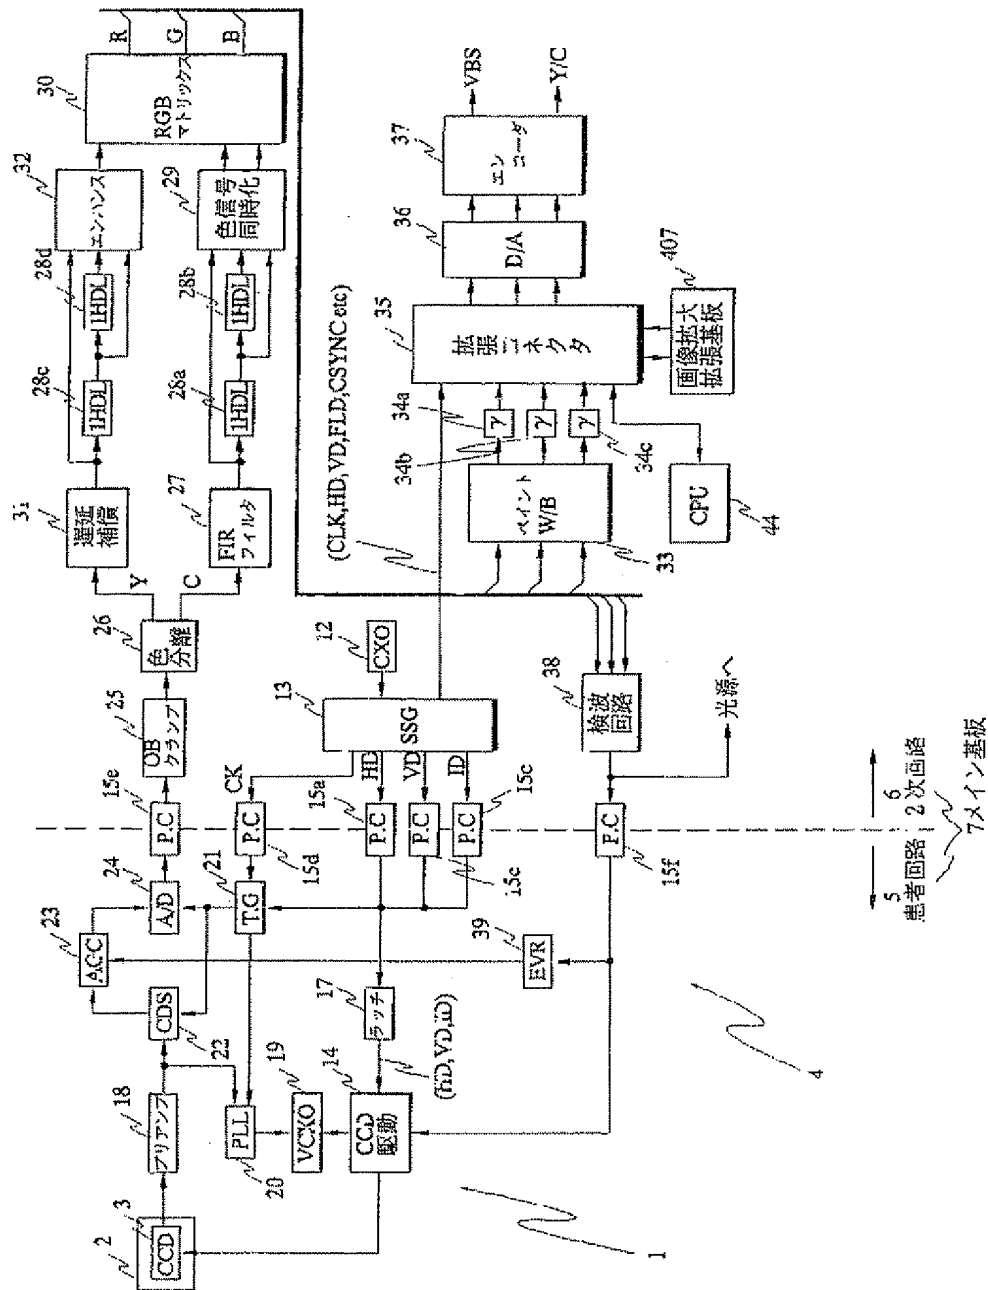 2
3
CCD
18
プリアンプ
22
CDS
23
AGC
24
A/D
15e
P.C
25
OB
クランプ
26
色
分離
Y
C
31
遅延
補償
28c
1HDL
28d
1HDL
32
エンハンス
27
FIR
フィルタ
28a
1HDL
28b
1HDL
29
色信号
同時化
30
RGB
マトリックス
R
G
B
PLL
20
21
T.G
P.C
15d
CK
19
VCXO
14
CCD
駆動
17
ラッチ
(HD,VD,ID)
15a
P.C
HD
P.C
15c
VD
P.C
15c
ID
13
SSG
12
CXO
(CLK,HD,VD,FLD,CSYNC etc)
39
EVR
P.C
15f
38
検波
回路
光源へ
ペイント
W/B
33
34a
γ
34b
γ
γ
34c
CPU
44
35
拡張コネクタ
407
画像拡大
拡張基板
36
D/A
37
エンコーダ
VBS
Y/C
5
患者回路
6
2次回路
7メイン基板
1
4